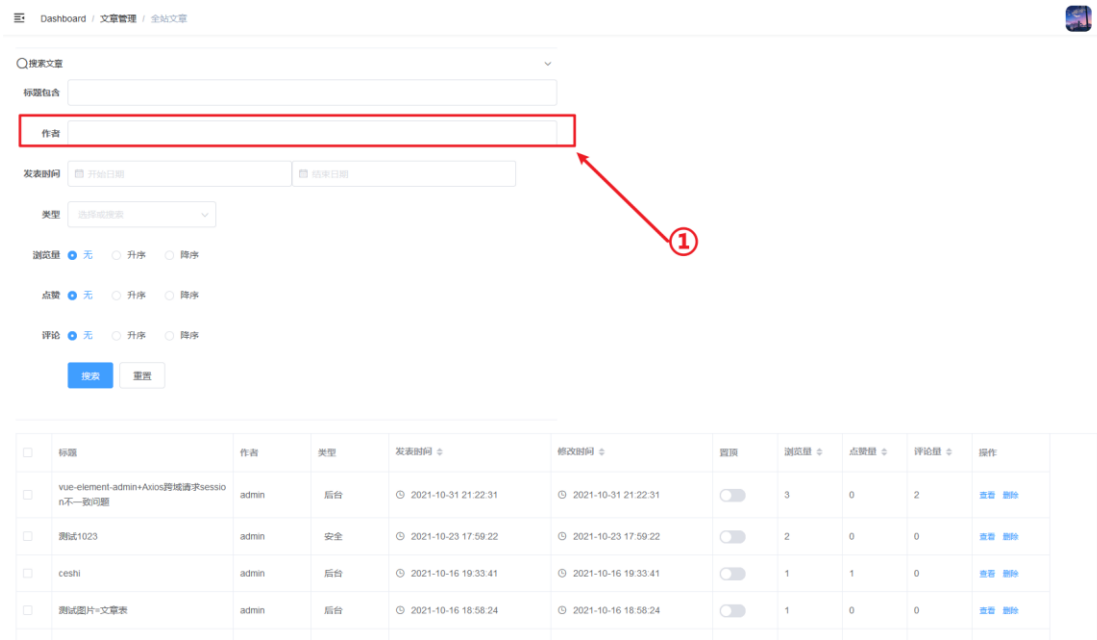 Dashboard / 文章管理 / 全站文章
搜索文章
标题包含
作者
发表时间 开始日期 结束日期
类型 选择或搜索
浏览量 无 升序 降序
点赞 无 升序 降序
评论 无 升序 降序
搜索 重置
①
标题 作者 类型 发表时间 修改时间 置顶 浏览量 点赞量 评论量 操作
vue-element-admin+Axios跨域请求sessio
n不一致问题 admin 后台 2021-10-31 21:22:31 2021-10-31 21:22:31 3 0 2 查看 删除
测试1023 admin 安全 2021-10-23 17:59:22 2021-10-23 17:59:22 2 0 0 查看 删除
ceshi admin 后台 2021-10-16 19:33:41 2021-10-16 19:33:41 1 1 0 查看 删除
测试图片=文章表 admin 后台 2021-10-16 18:58:24 2021-10-16 18:58:24 1 0 0 查看 删除